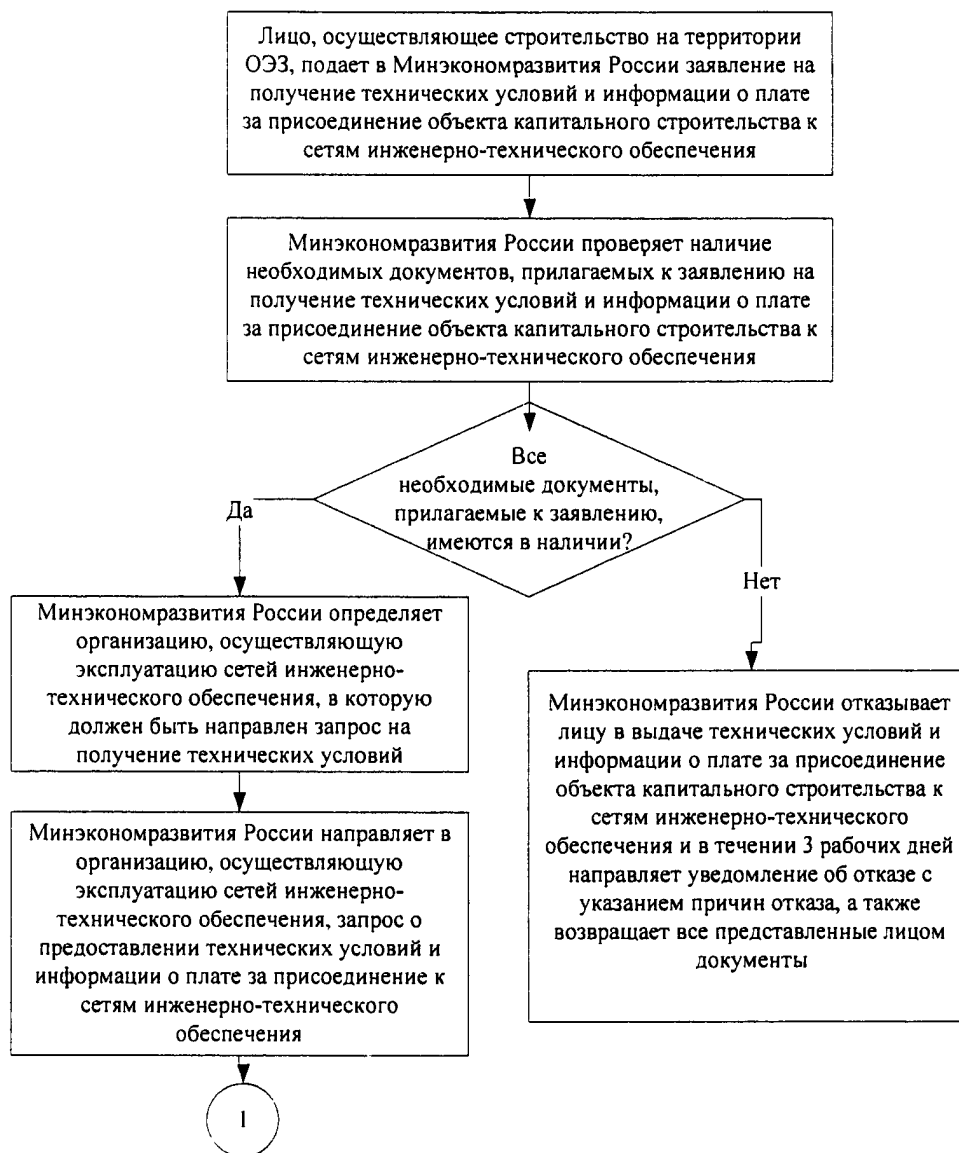 Лицо, осуществляющее строительство на территории
ОЭЗ, подает в Минэкономразвития России заявление на
получение технических условий и информации о плате
за присоединение объекта капитального строительства к
сетям инженерно-технического обеспечения
Минэкономразвития России проверяет наличие
необходимых документов, прилагаемых к заявлению на
получение технических условий и информации о плате
за присоединение объекта капитального строительства к
сетям инженерно-технического обеспечения
Все
необходимые документы,
прилагаемые к заявлению,
имеются в наличии?
Да
Нет
Минэкономразвития России определяет
организацию, осуществляющую
эксплуатацию сетей инженерно-
технического обеспечения, в которую
должен быть направлен запрос на
получение технических условий
Минэкономразвития России направляет в
организацию, осуществляющую
эксплуатацию сетей инженерно-
технического обеспечения, запрос о
предоставлении технических условий и
информации о плате за присоединение к
сетям инженерно-технического
обеспечения
Минэкономразвития России отказывает
лицу в выдаче технических условий и
информации о плате за присоединение
объекта капитального строительства к
сетям инженерно-технического
обеспечения и в течении 3 рабочих дней
направляет уведомление об отказе с
указанием причин отказа, а также
возвращает все представленные лицом
документы
1